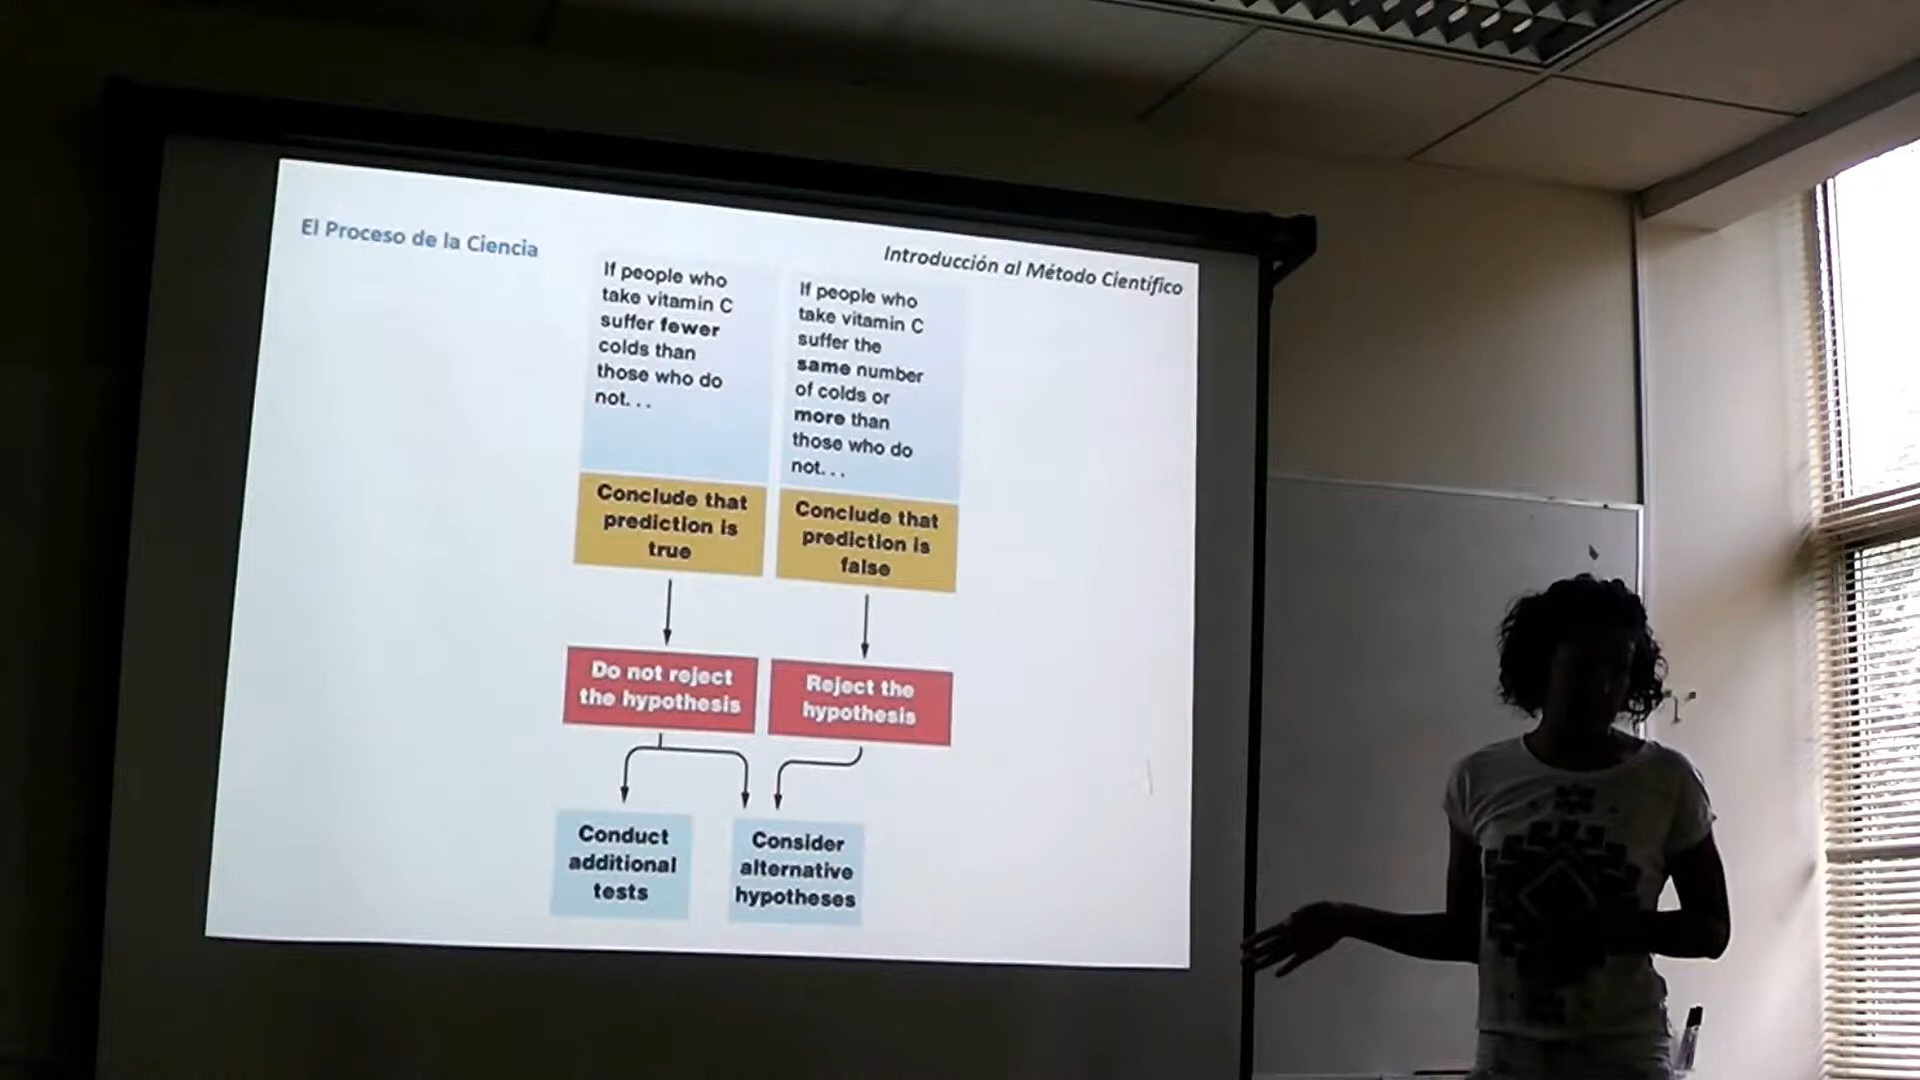 El Proceso de la Ciencia
Introducción al Método Científico
If people who
take vitamin C
suffer fewer
colds than
those who do
not. . .
If people who
take vitamin C
suffer the
same number
of colds or
more than
those who do
not. . .
Conclude that
prediction is
true
Conclude that
prediction is
false
Do not reject
the hypothesis
Reject the
hypothesis
Conduct
additional
tests
Consider
alternative
hypotheses